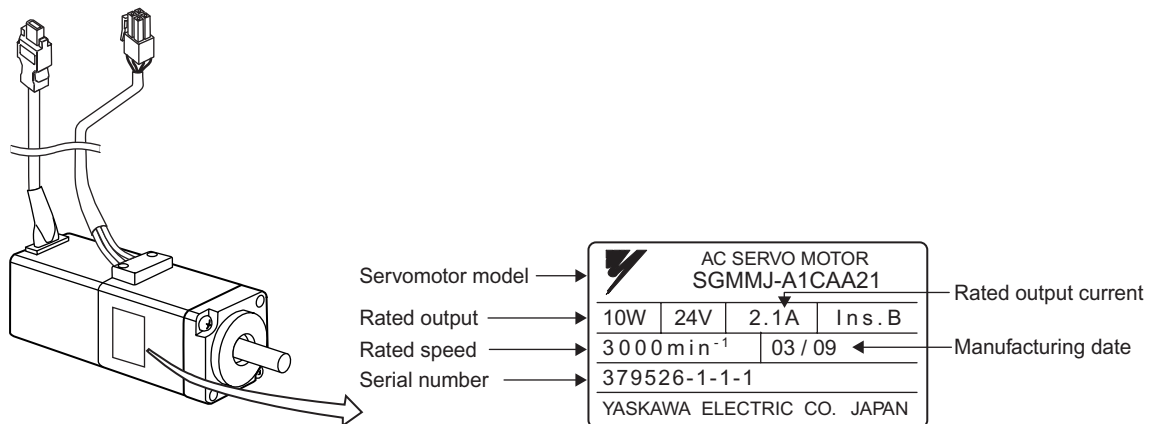 Servomotor model
Rated output
Rated speed
Serial number
AC SERVO MOTOR
SGMMJ-A1CAA21
10W 24V 2.1A Ins.B
3000min⁻¹ 03/09
379526-1-1-1
YASKAWA ELECTRIC CO. JAPAN
Rated output current
Manufacturing date